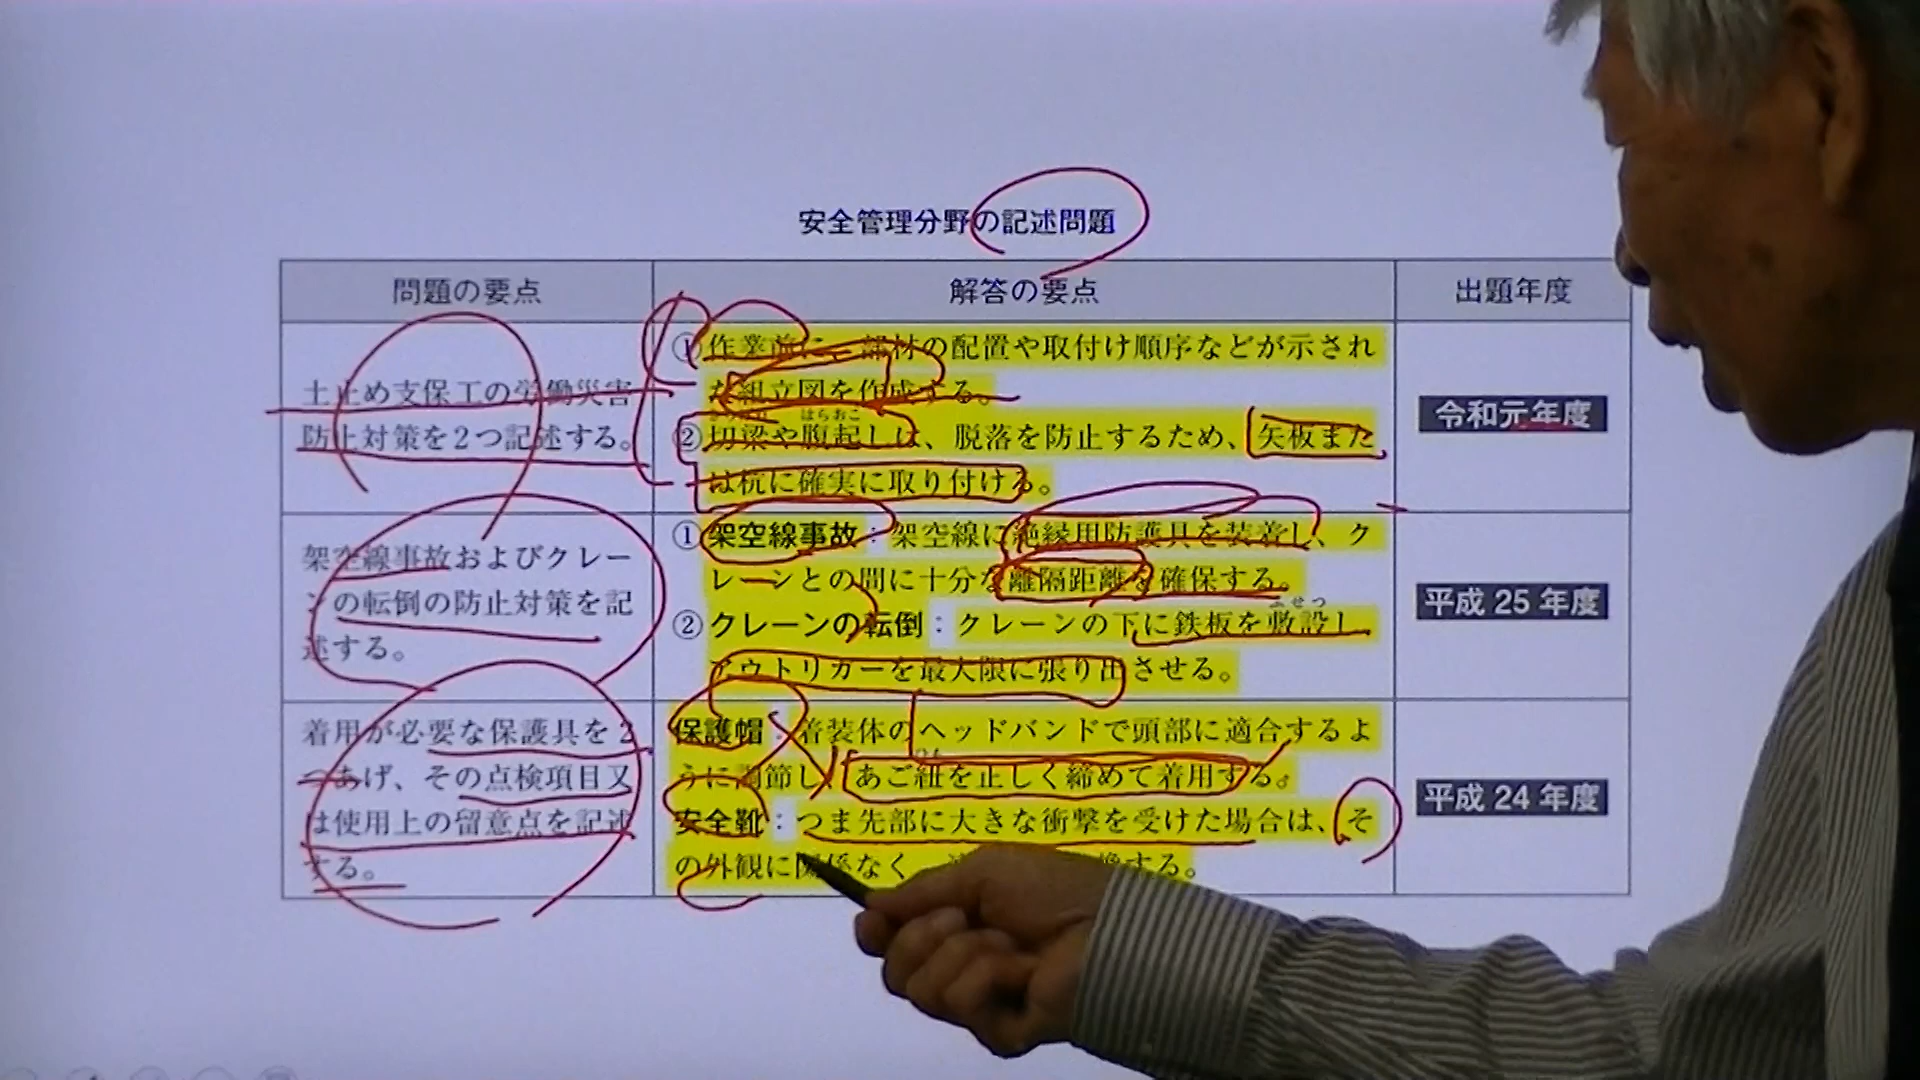 安全管理分野の記述問題
問題の要点
解答の要点
出題年度
土止め支保工の労働災害
防止対策を2つ記述する。
①作業前に、部材の配置や取付け順序などが示され
た組立図を作成する。
はらおこ
②切梁や腹起しは、脱落を防止するため、矢板また
は杭に確実に取り付ける。
令和元年度
架空線事故およびクレー
ンの転倒の防止対策を記
述する。
①架空線事故：架空線に絶縁用防護具を装着し、ク
レーンとの間に十分な離隔距離を確保する。
ふせつ
②クレーンの転倒：クレーンの下に鉄板を敷設し、
アウトリカーを最大限に張り出させる。
平成 25 年度
着用が必要な保護具を2
つあげ、その点検項目又
は使用上の留意点を記述
する。
保護帽：着装体のヘッドバンドで頭部に適合するよ
ひも
うに調節し、あご紐を正しく締めて着用する。
安全靴：つま先部に大きな衝撃を受けた場合は、そ
の外観に関係なく、する。
平成 24 年度